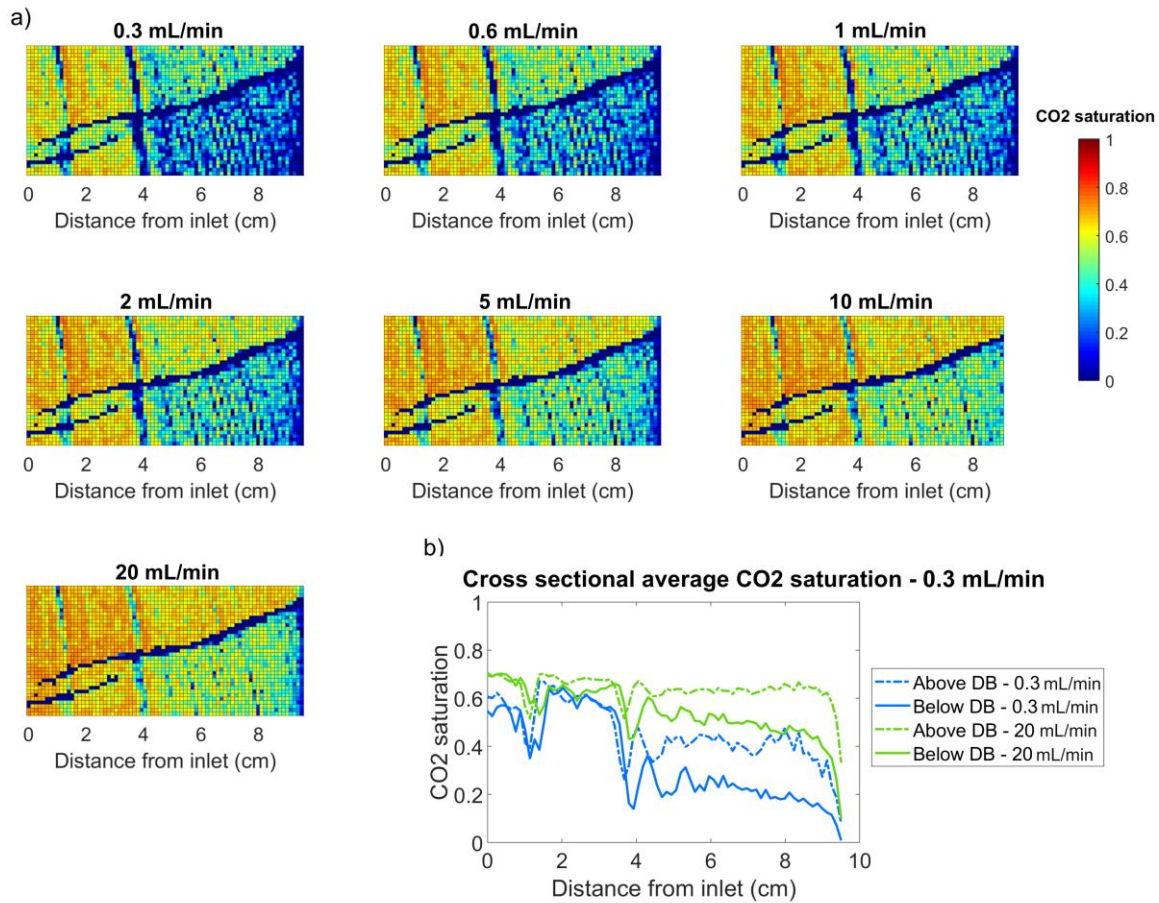 a)
0.3 mL/min
0.6 mL/min
1 mL/min
0 2 4 6 8
Distance from inlet (cm)
0 2 4 6 8
Distance from inlet (cm)
0 2 4 6 8
Distance from inlet (cm)
CO2 saturation
1
0.8
0.6
0.4
0.2
0
2 mL/min
5 mL/min
10 mL/min
0 2 4 6 8
Distance from inlet (cm)
0 2 4 6 8
Distance from inlet (cm)
0 2 4 6 8
Distance from inlet (cm)
20 mL/min
0 2 4 6 8
Distance from inlet (cm)
b)
Cross sectional average CO2 saturation - 0.3 mL/min
CO2 saturation
1
0.8
0.6
0.4
0.2
0
0 2 4 6 8 10
Distance from inlet (cm)
Above DB - 0.3 mL/min
Below DB - 0.3 mL/min
Above DB - 20 mL/min
Below DB - 20 mL/min